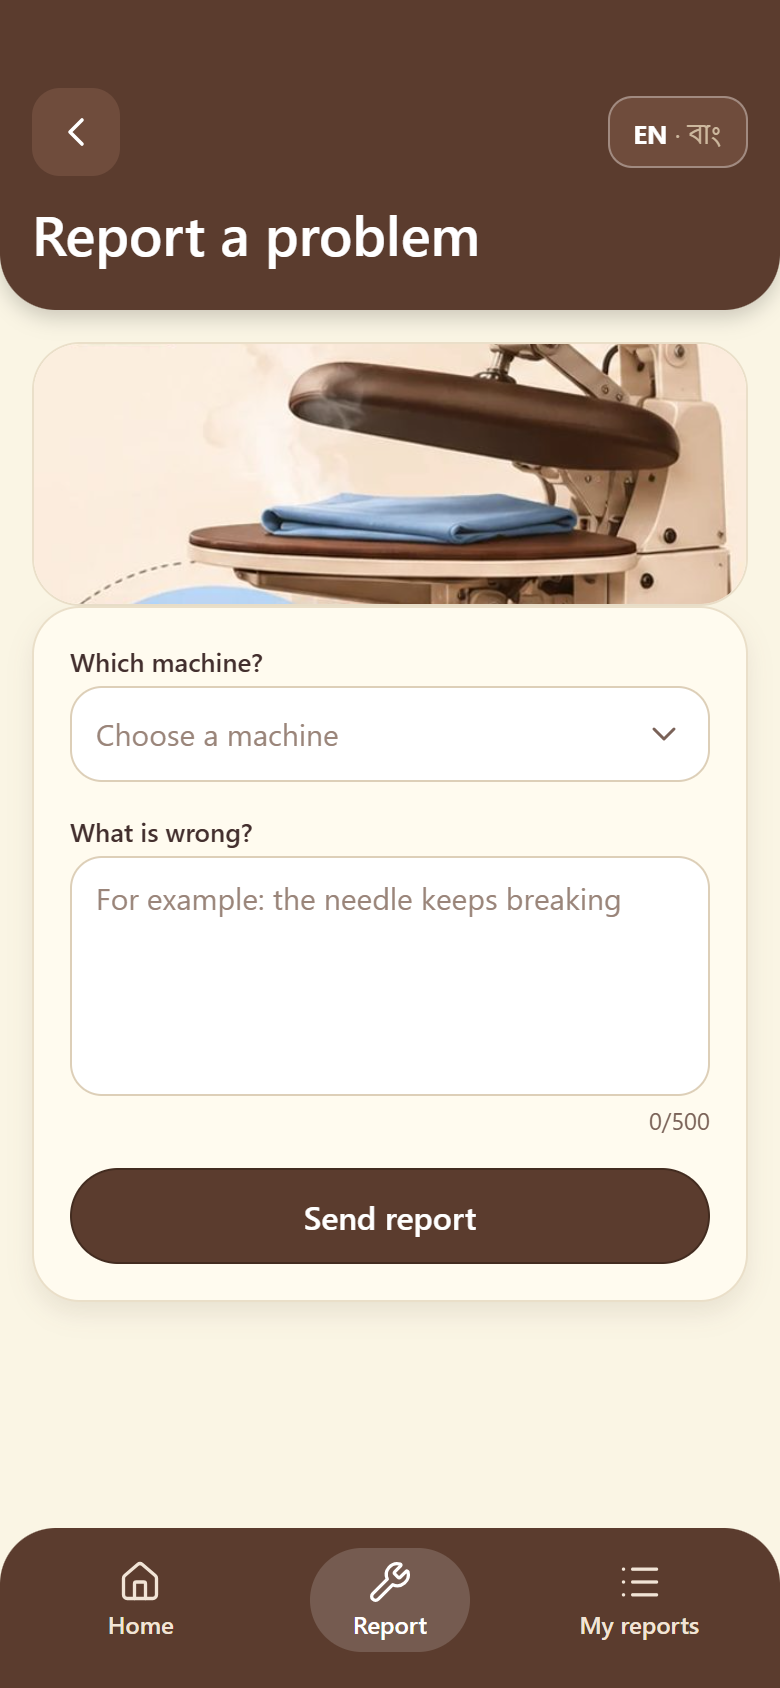 EN · বাং
Report a problem
Which machine?
Choose a machine
What is wrong?
For example: the needle keeps breaking
0/500
Send report
Home
Report
My reports